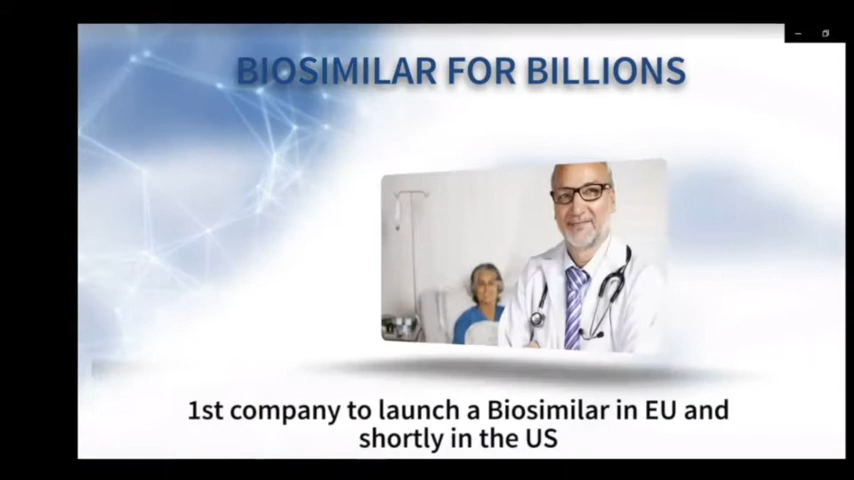 BIOSIMILAR FOR BILLIONS
1st company to launch a Biosimilar in EU and
shortly in the US